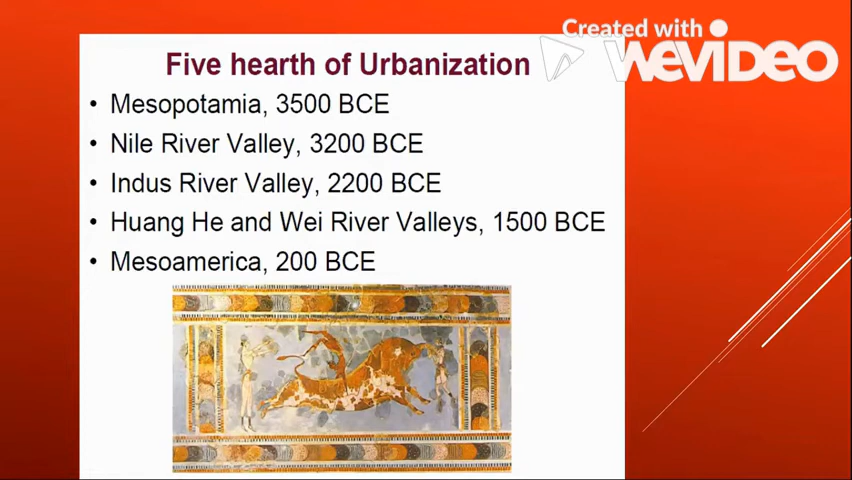 Created with
WEVIDEO
Five hearth of Urbanization
• Mesopotamia, 3500 BCE
• Nile River Valley, 3200 BCE
• Indus River Valley, 2200 BCE
• Huang He and Wei River Valleys, 1500 BCE
• Mesoamerica, 200 BCE